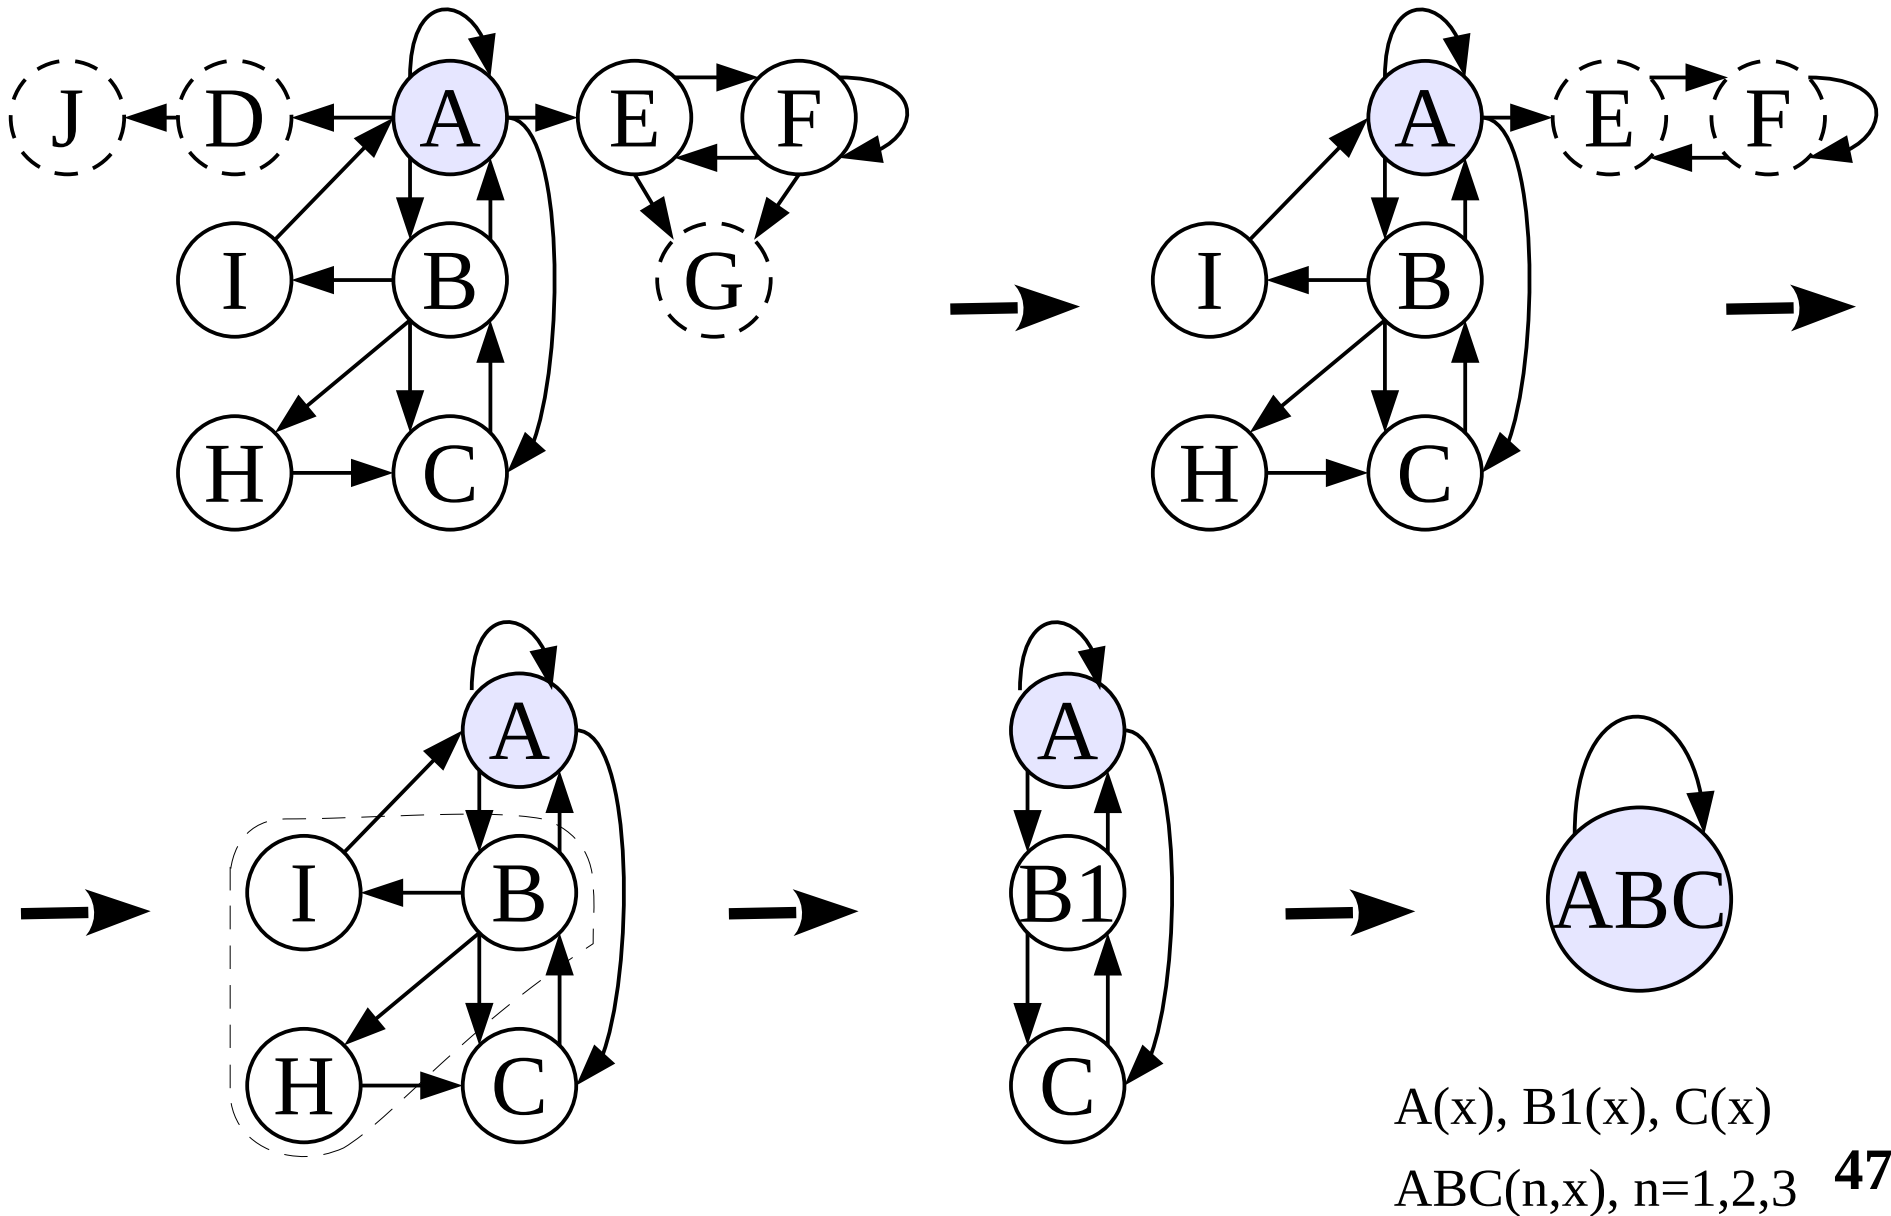 J D A E F
I B G
H C
A E F
I B
H C
A
I B
H C
A
B1
C
ABC
A(x), B1(x), C(x)
ABC(n,x), n=1,2,3
47